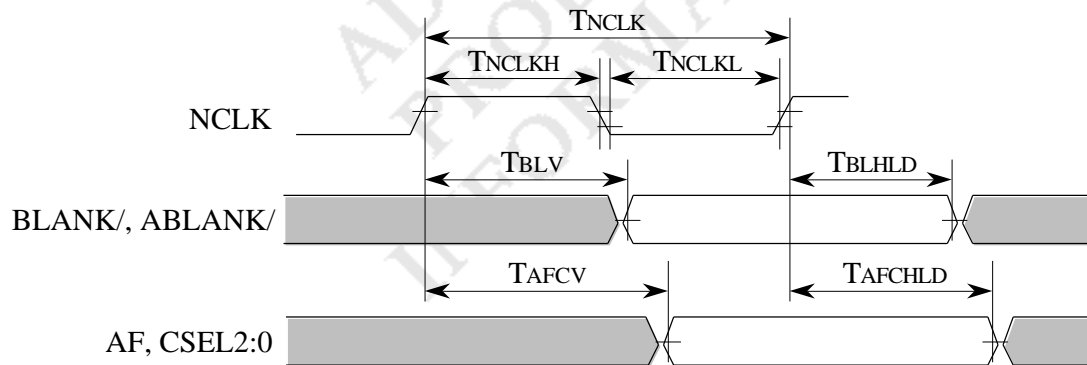 TNCLK
TNCLKH TNCLKL
NCLK
TBLV TBLHLD
BLANK/, ABLANK/
TAFCV TAFCHLD
AF, CSEL2:0